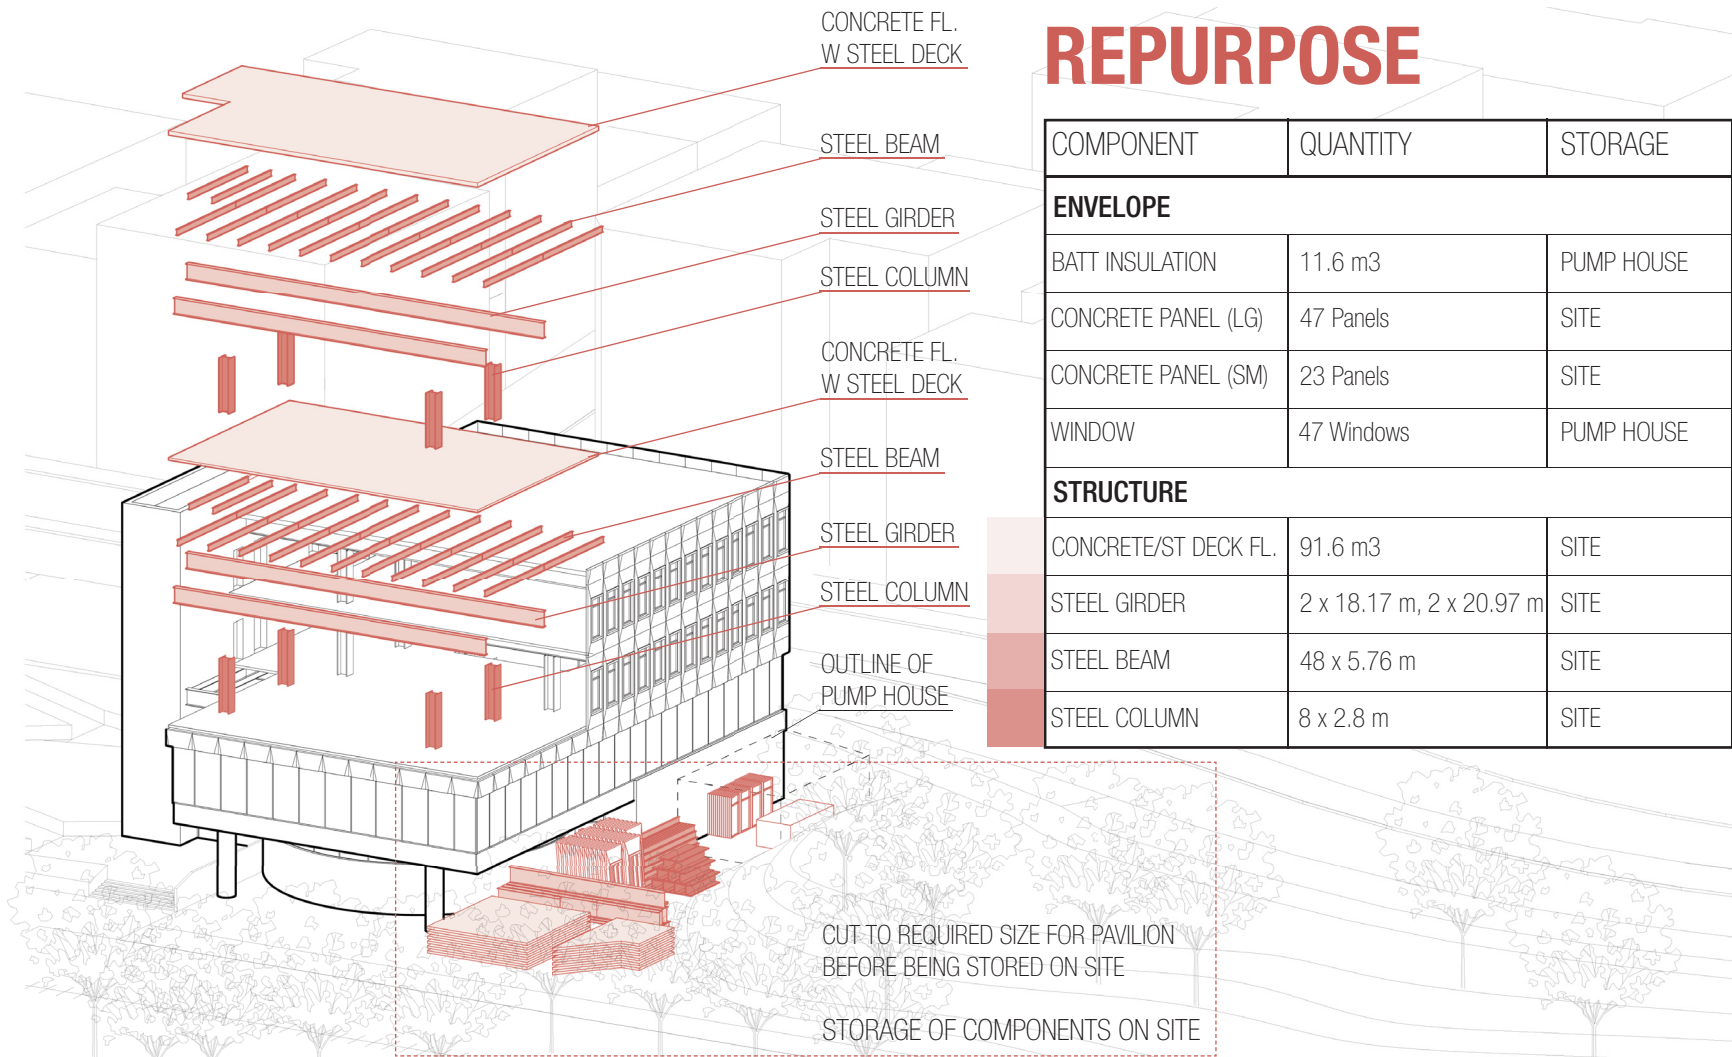 CONCRETE FL.
W STEEL DECK
STEEL BEAM
STEEL GIRDER
STEEL COLUMN
CONCRETE FL.
W STEEL DECK
STEEL BEAM
STEEL GIRDER
STEEL COLUMN
OUTLINE OF
PUMP HOUSE
CUT TO REQUIRED SIZE FOR PAVILION
BEFORE BEING STORED ON SITE
STORAGE OF COMPONENTS ON SITE
REPURPOSE
COMPONENT QUANTITY STORAGE
ENVELOPE
BATT INSULATION 11.6 m3 PUMP HOUSE
CONCRETE PANEL (LG) 47 Panels SITE
CONCRETE PANEL (SM) 23 Panels SITE
WINDOW 47 Windows PUMP HOUSE
STRUCTURE
CONCRETE/ST DECK FL. 91.6 m3 SITE
STEEL GIRDER 2 x 18.17 m, 2 x 20.97 m SITE
STEEL BEAM 48 x 5.76 m SITE
STEEL COLUMN 8 x 2.8 m SITE